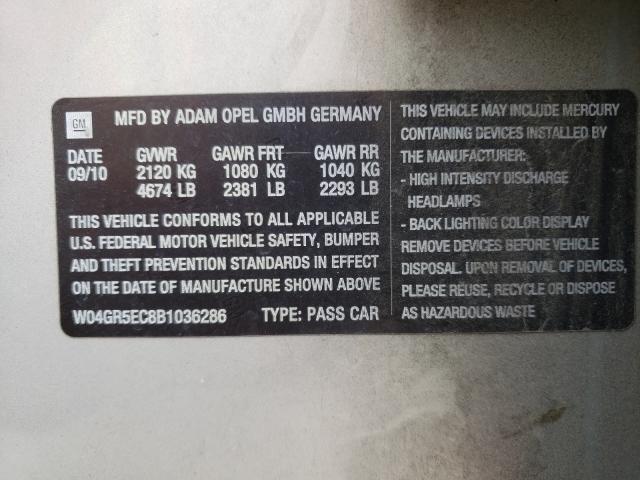 GM
MFD BY ADAM OPEL GMBH GERMANY
DATE GVWR GAWR FRT GAWR RR
09/10 2120 KG 1080 KG 1040 KG
4674 LB 2381 LB 2293 LB
THIS VEHICLE CONFORMS TO ALL APPLICABLE
U.S. FEDERAL MOTOR VEHICLE SAFETY, BUMPER
AND THEFT PREVENTION STANDARDS IN EFFECT
ON THE DATE OF MANUFACTURE SHOWN ABOVE
W04GR5EC8B1036286 TYPE: PASS CAR
THIS VEHICLE MAY INCLUDE MERCURY
CONTAINING DEVICES INSTALLED BY
THE MANUFACTURER:
- HIGH INTENSITY DISCHARGE
HEADLAMPS
- BACK LIGHTING COLOR DISPLAY
REMOVE DEVICES BEFORE VEHICLE
DISPOSAL. UPON REMOVAL OF DEVICES,
PLEASE REUSE, RECYCLE OR DISPOSE
AS HAZARDOUS WASTE